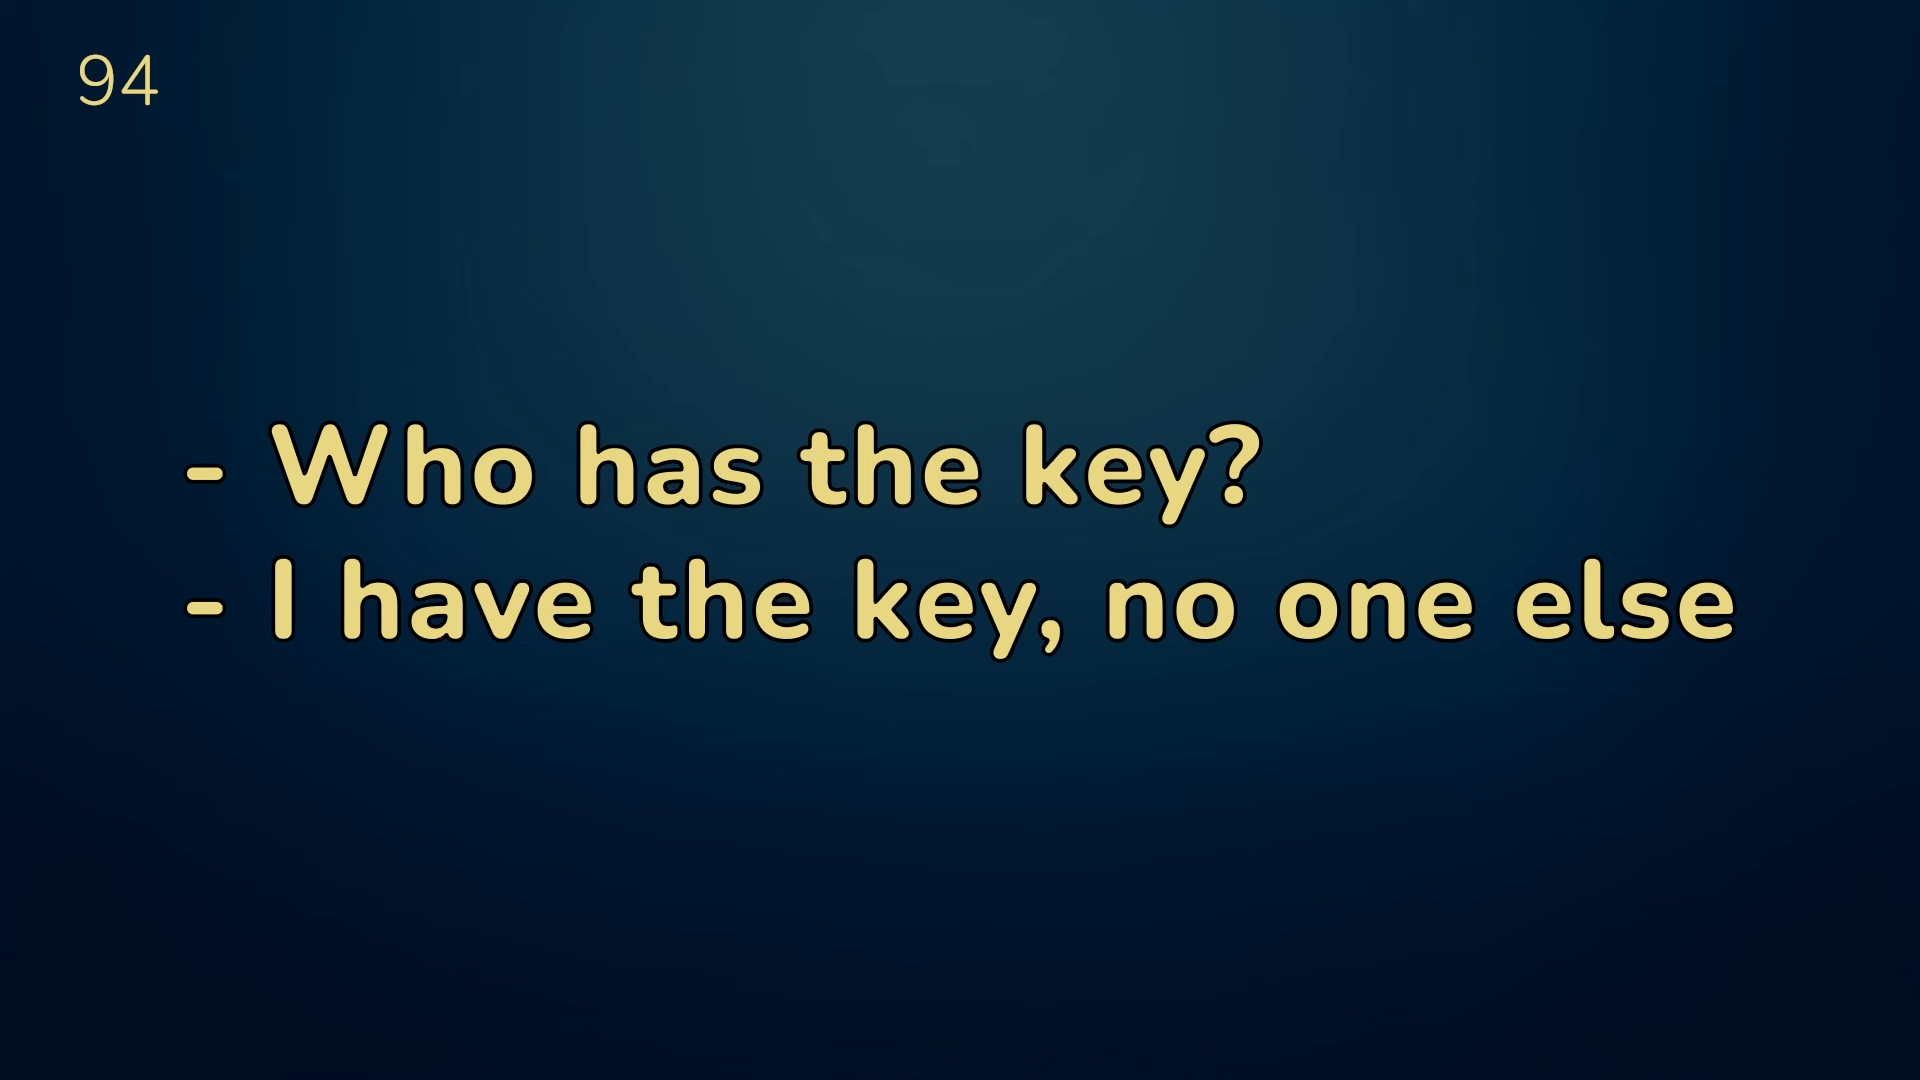 94
- Who has the key?
- I have the key, no one else